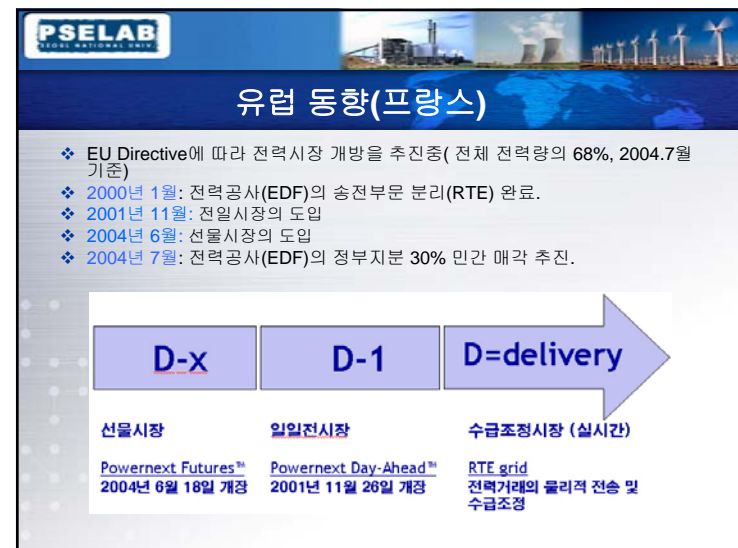 PSELAB
SEOUL NATIONAL UNIV.
유럽 동향(프랑스)
❖ EU Directive에 따라 전력시장 개방을 추진중( 전체 전력량의 68%, 2004.7월
기준)
❖ 2000년 1월: 전력공사(EDF)의 송전부문 분리(RTE) 완료.
❖ 2001년 11월: 전일시장의 도입
❖ 2004년 6월: 선물시장의 도입
❖ 2004년 7월: 전력공사(EDF)의 정부지분 30% 민간 매각 추진.
D-x D-1 D=delivery
선물시장 일일전시장 수급조정시장 (실시간)
Powernext Futures™ Powernext Day-Ahead™ RTE grid
2004년 6월 18일 개장 2001년 11월 26일 개장 전력거래의 물리적 전송 및
수급조정